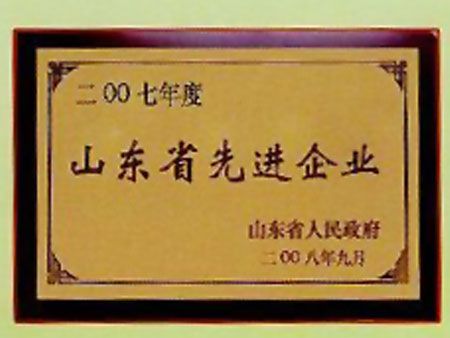 二00七年度
山东省先进企业
山东省人民政府
二00八年九月